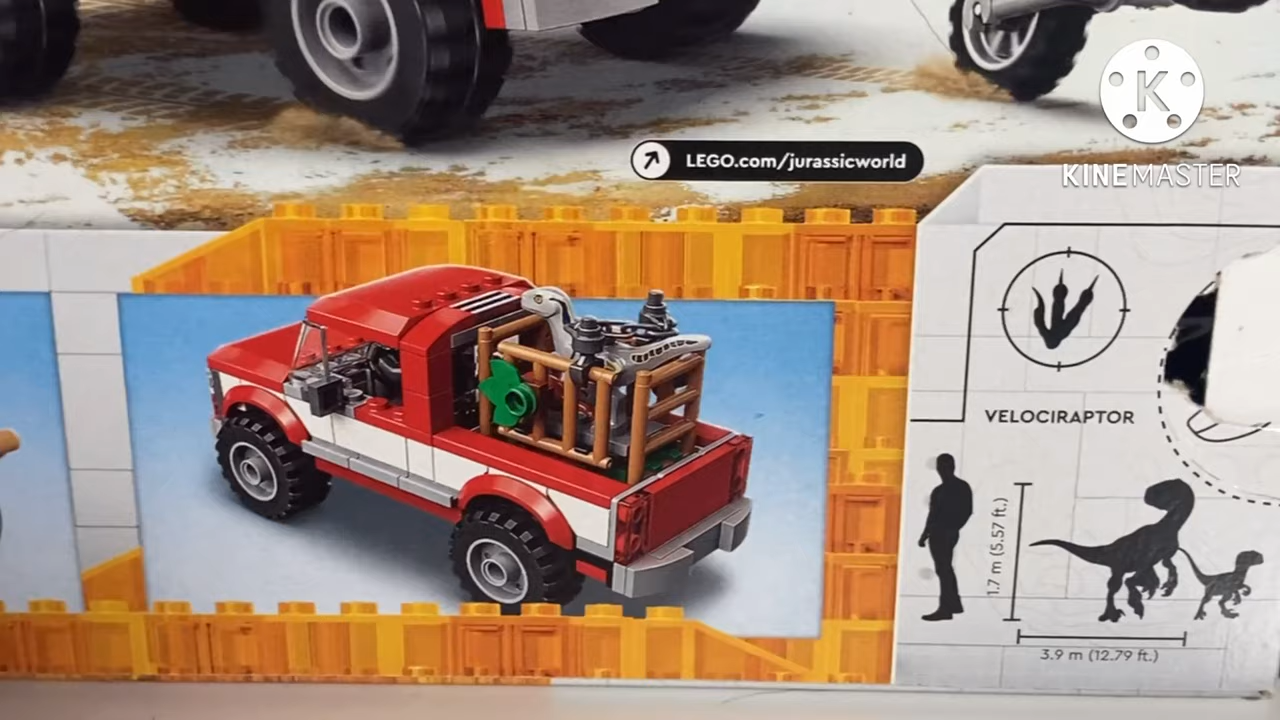 K
KINEMASTER
LEGO.com/jurassicworld
VELOCIRAPTOR
1.7 m (5.57 ft.)
3.9 m (12.79 ft.)